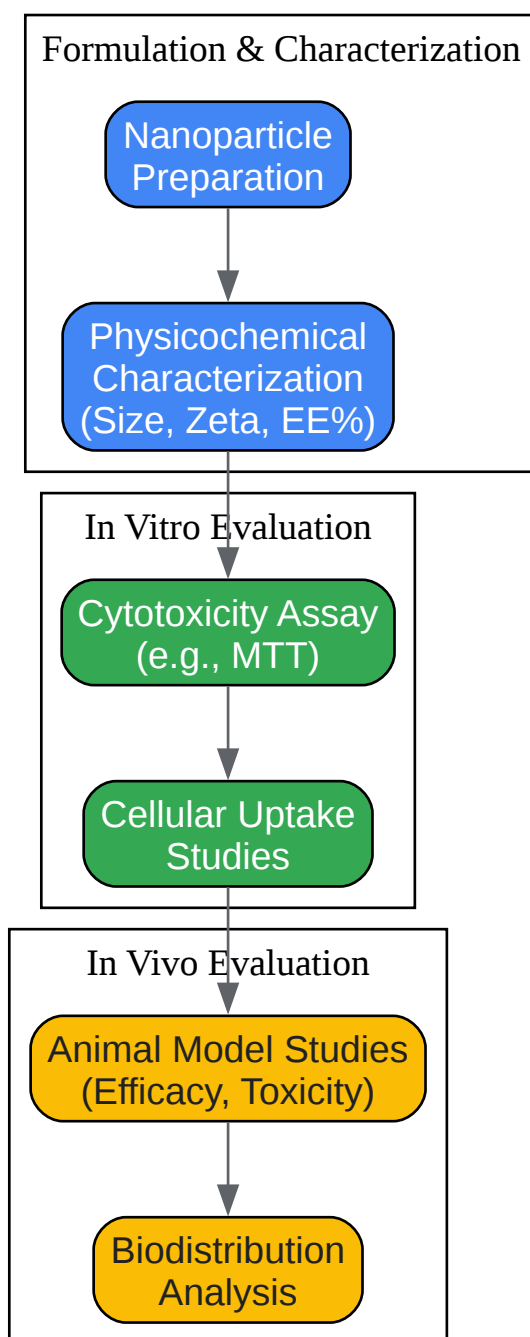 Formulation & Characterization
Nanoparticle
Preparation
Physicochemical
Characterization
(Size, Zeta, EE%)
In Vitro Evaluation
Cytotoxicity Assay
(e.g., MTT)
Cellular Uptake
Studies
In Vivo Evaluation
Animal Model Studies
(Efficacy, Toxicity)
Biodistribution
Analysis